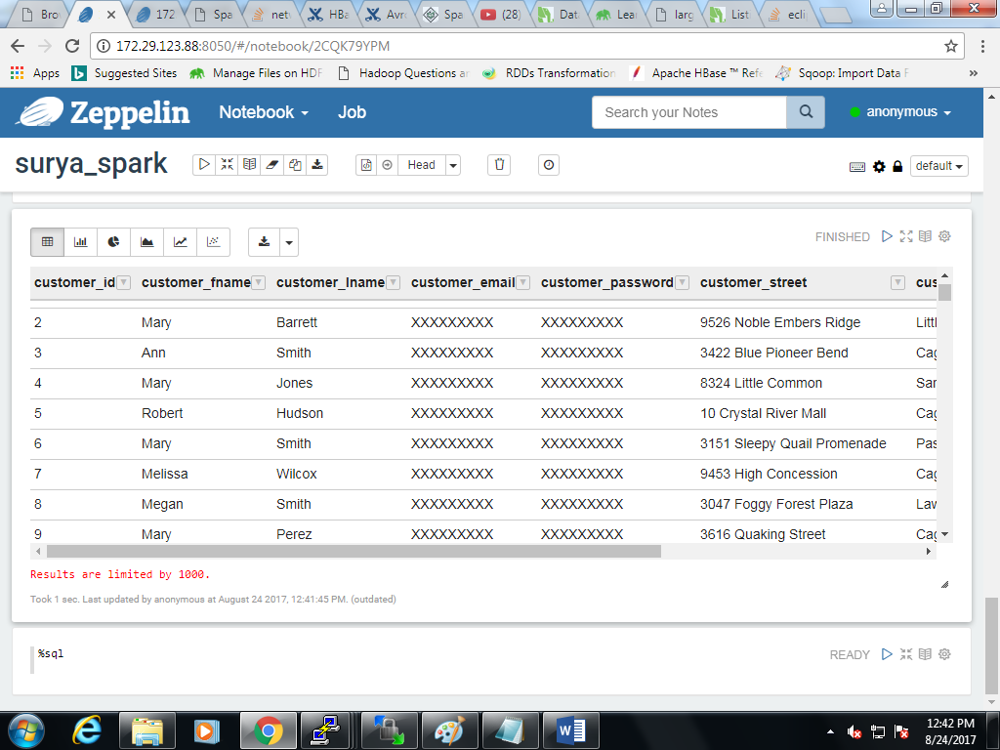 Bro
172
Spa
netv
HBa
Avro
Spa
(28)
Data
Lear
larg
List
ecli
172.29.123.88:8050/#/notebook/2CQK79YPM
Apps
Suggested Sites
Manage Files on HDF
Hadoop Questions an
RDDs Transformation
Apache HBase ™ Refe
Sqoop: Import Data F
»
Zeppelin
Notebook
Job
Search your Notes
anonymous
surya_spark
Head
default
FINISHED
customer_id customer_fname customer_lname customer_email customer_password customer_street cus
2 Mary Barrett XXXXXXXXX XXXXXXXXX 9526 Noble Embers Ridge Littl
3 Ann Smith XXXXXXXXX XXXXXXXXX 3422 Blue Pioneer Bend Cag
4 Mary Jones XXXXXXXXX XXXXXXXXX 8324 Little Common San
5 Robert Hudson XXXXXXXXX XXXXXXXXX 10 Crystal River Mall Cag
6 Mary Smith XXXXXXXXX XXXXXXXXX 3151 Sleepy Quail Promenade Pas
7 Melissa Wilcox XXXXXXXXX XXXXXXXXX 9453 High Concession Cag
8 Megan Smith XXXXXXXXX XXXXXXXXX 3047 Foggy Forest Plaza Law
9 Mary Perez XXXXXXXXX XXXXXXXXX 3616 Quaking Street Cag
Results are limited by 1000.
Took 1 sec. Last updated by anonymous at August 24 2017, 12:41:45 PM. (outdated)
%sql
READY
12:42 PM
8/24/2017